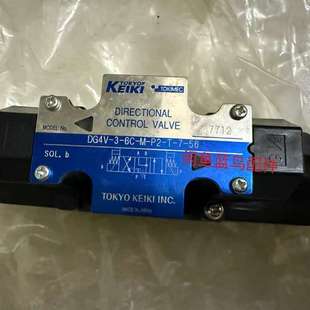 TOKYO
KEIKI
TOKIMEC
DIRECTIONAL
CONTROL VALVE
MODEL No.
7712
DG4V-3-6C-M-P2-T-7-56
SOL. b
TOKYO KEIKI INC.
MADE IN JAPAN